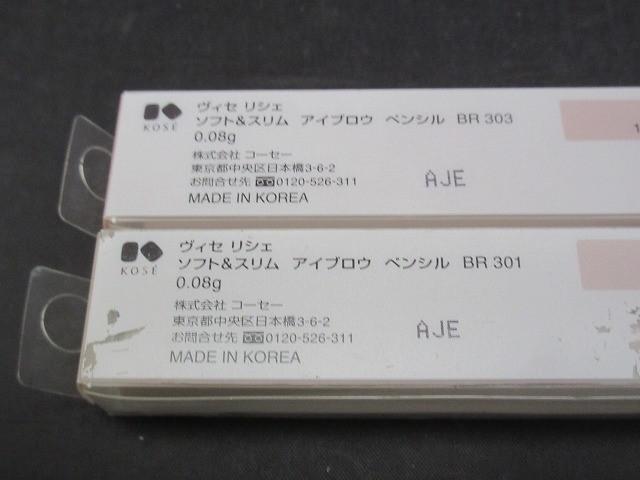 KOSÉ
ヴィセ リシェ
ソフト&スリム アイブロウ ペンシル BR 303
0.08g
株式会社 コーセー
東京都中央区日本橋3-6-2
お問合せ先 0120-526-311
MADE IN KOREA
AJE
1
KOSÉ
ヴィセ リシェ
ソフト&スリム アイブロウ ペンシル BR 301
0.08g
株式会社 コーセー
東京都中央区日本橋3-6-2
お問合せ先 0120-526-311
MADE IN KOREA
AJE